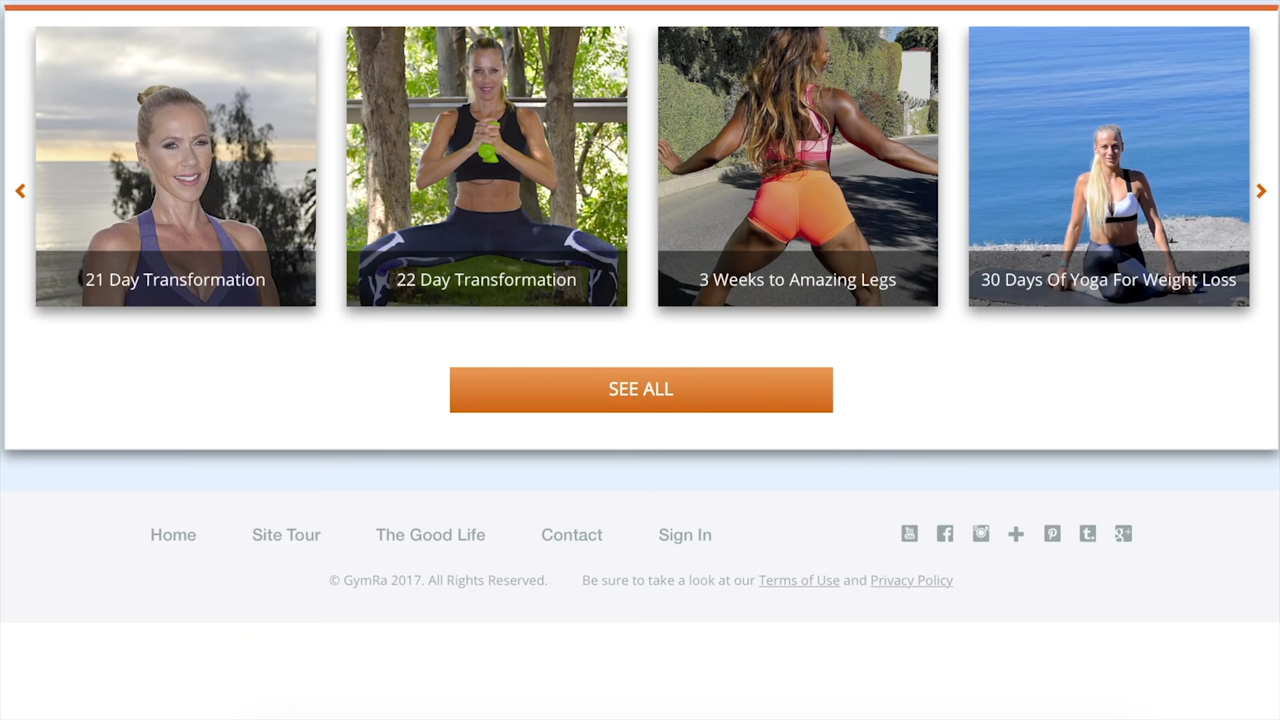 21 Day Transformation
22 Day Transformation
3 Weeks to Amazing Legs
30 Days Of Yoga For Weight Loss
SEE ALL
Home Site Tour The Good Life Contact Sign In
© GymRa 2017. All Rights Reserved. Be sure to take a look at our Terms of Use and Privacy Policy